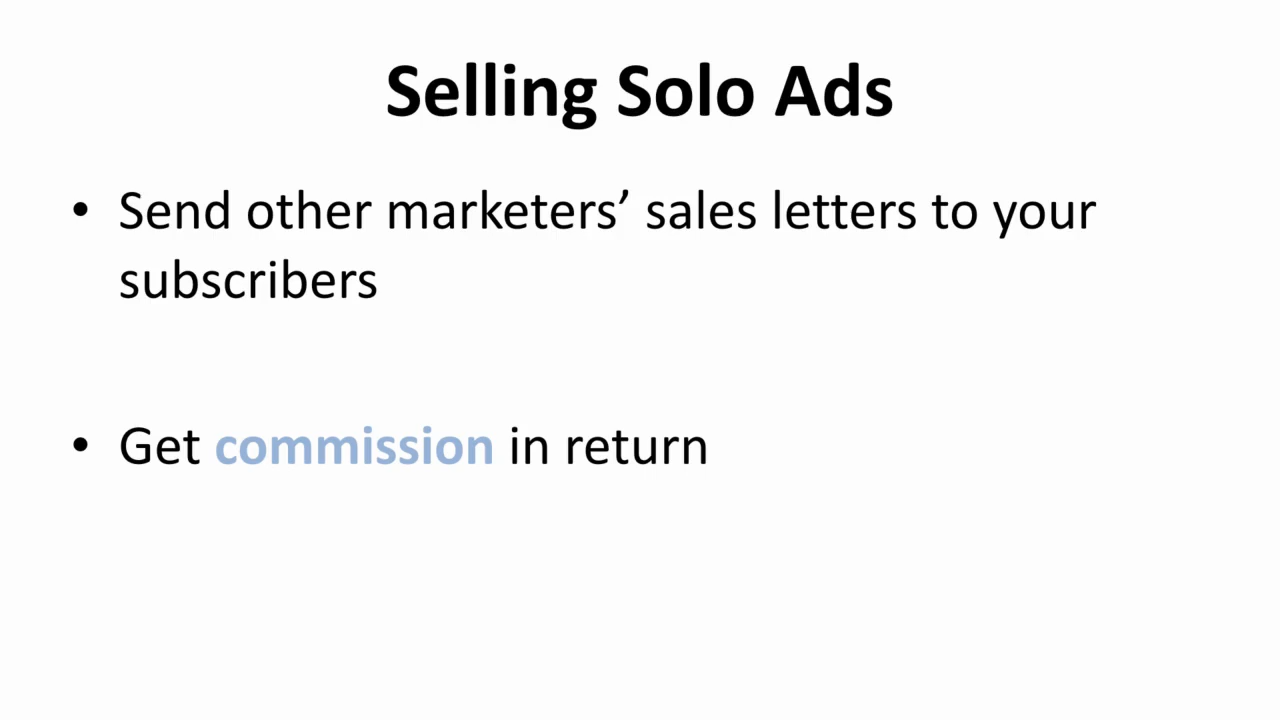 Selling Solo Ads
• Send other marketers’ sales letters to your
subscribers
• Get commission in return